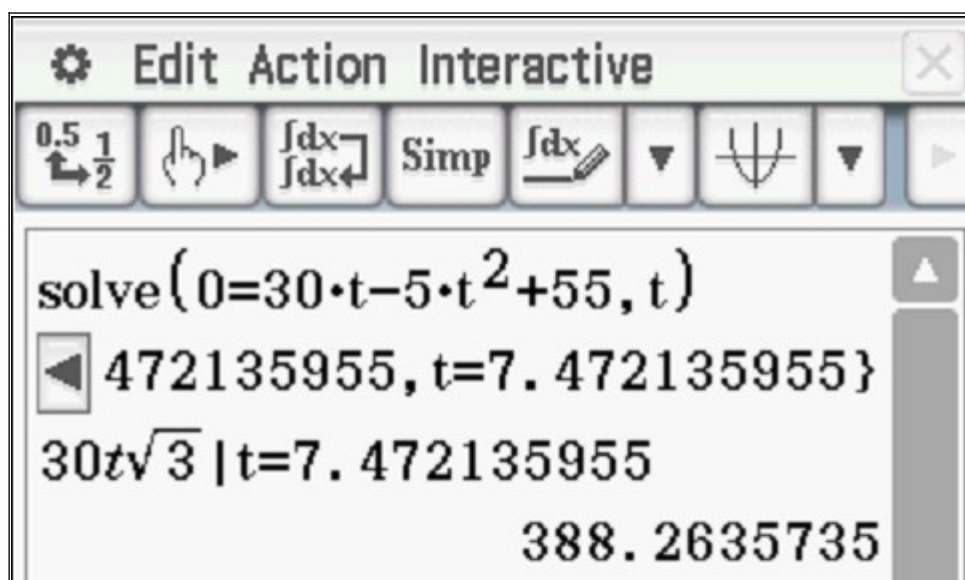 Edit Action Interactive
0.5 1/2 ∫dx ∫dx Simp ∫dx
solve(0=30·t−5·t²+55,t)
472135955,t=7.472135955}
30t√3|t=7.472135955
388.2635735